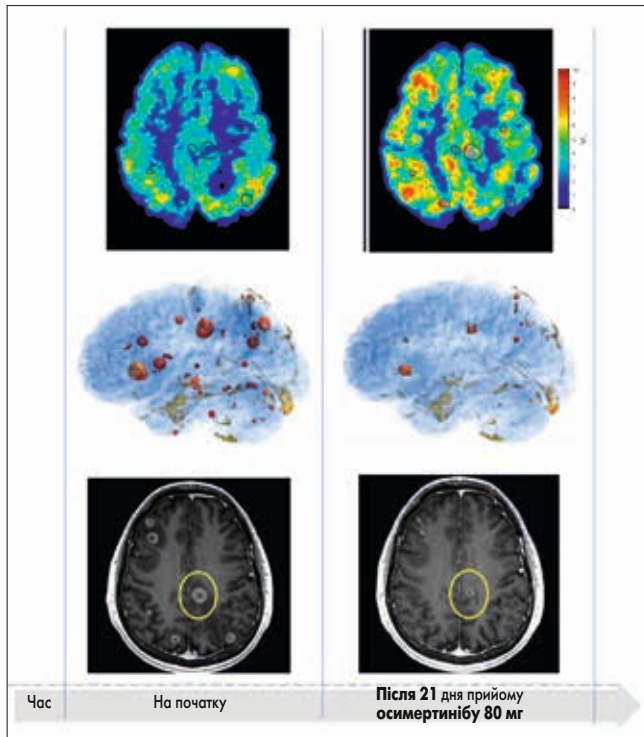 Час
На початку
Після 21 дня прийому
осимертинібу 80 мг